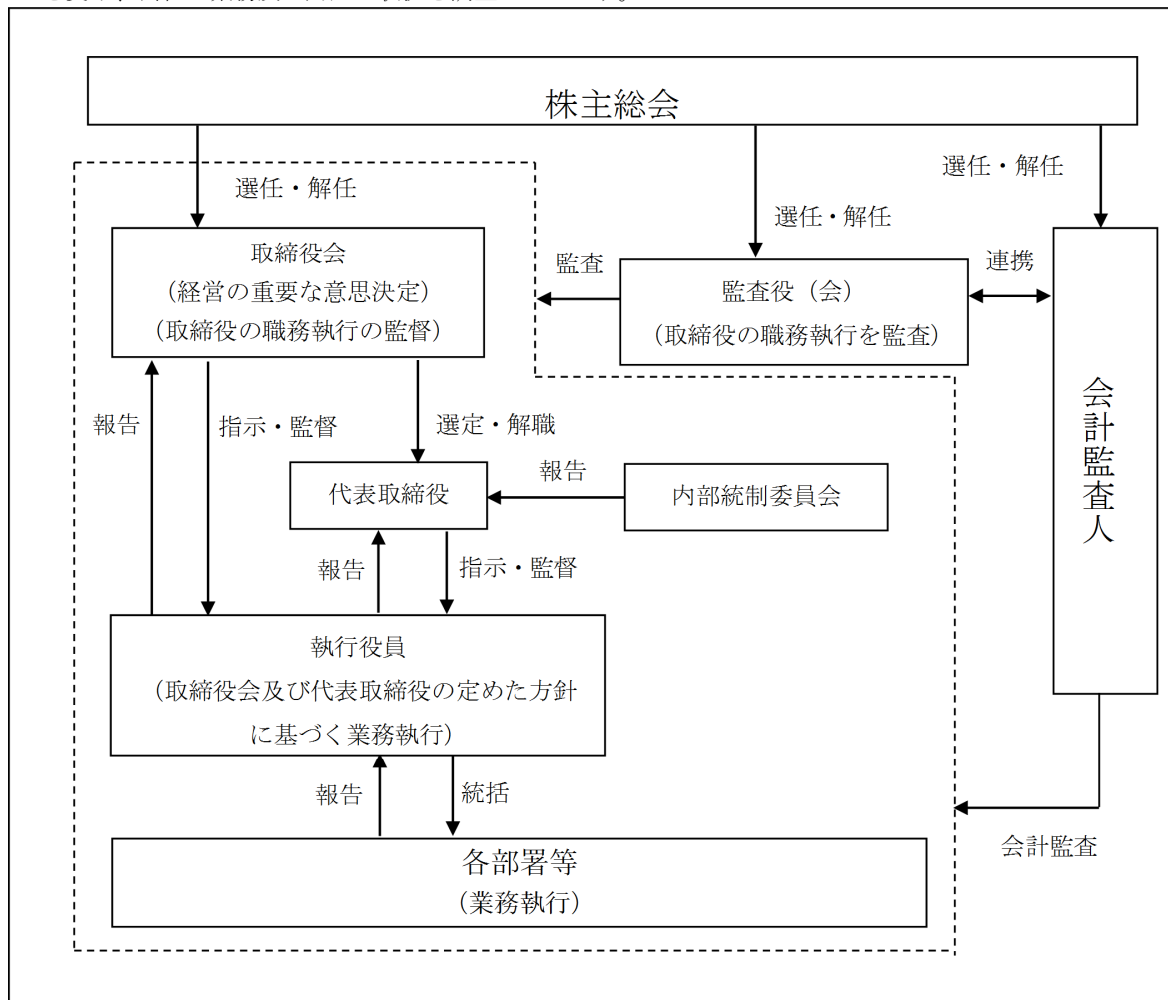 株主総会
選任・解任
選任・解任
選任・解任
取締役会
（経営の重要な意思決定）
（取締役の職務執行の監督）
監査
監査役（会）
（取締役の職務執行を監査）
連携
会計監査人
報告
指示・監督
選定・解職
代表取締役
報告
内部統制委員会
報告
指示・監督
執行役員
（取締役会及び代表取締役の定めた方針
に基づく業務執行）
報告
統括
会計監査
各部署等
（業務執行）